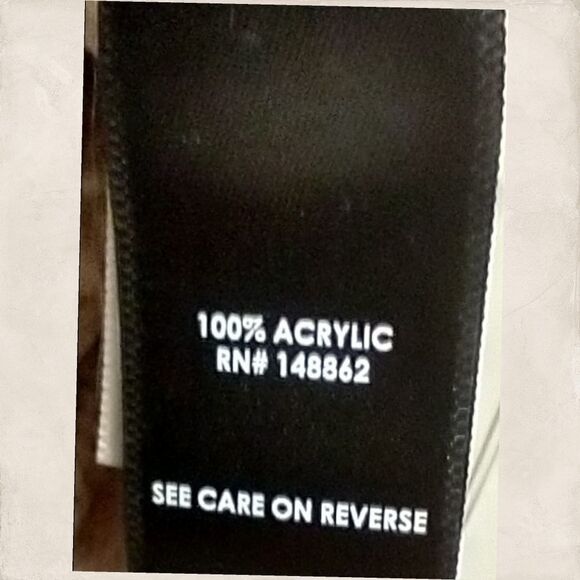 100% ACRYLIC
RN# 148862
SEE CARE ON REVERSE